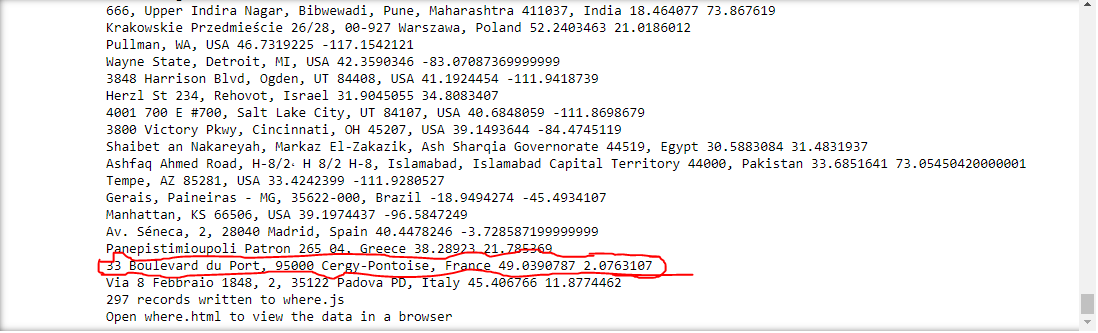 666, Upper Indira Nagar, Bibwewadi, Pune, Maharashtra 411037, India 18.464077 73.867619
Krakowskie Przedmieście 26/28, 00-927 Warszawa, Poland 52.2403463 21.0186012
Pullman, WA, USA 46.7319225 -117.1542121
Wayne State, Detroit, MI, USA 42.3590346 -83.07087369999999
3848 Harrison Blvd, Ogden, UT 84408, USA 41.1924454 -111.9418739
Herzl St 234, Rehovot, Israel 31.9045055 34.8083407
4001 700 E #700, Salt Lake City, UT 84107, USA 40.6848059 -111.8698679
3800 Victory Pkwy, Cincinnati, OH 45207, USA 39.1493644 -84.4745119
Shaibet an Nakareyah, Markaz El-Zakazik, Ash Sharqia Governorate 44519, Egypt 30.5883084 31.4831937
Ashfaq Ahmed Road, H-8/2، H 8/2 H-8, Islamabad, Islamabad Capital Territory 44000, Pakistan 33.6851641 73.05450420000001
Tempe, AZ 85281, USA 33.4242399 -111.9280527
Gerais, Paineiras - MG, 35622-000, Brazil -18.9494274 -45.4934107
Manhattan, KS 66506, USA 39.1974437 -96.5847249
Av. Séneca, 2, 28040 Madrid, Spain 40.4478246 -3.728587199999999
Panepistimioupoli Patron 265 04, Greece 38.28923 21.785369
33 Boulevard du Port, 95000 Cergy-Pontoise, France 49.0390787 2.0763107
Via 8 Febbraio 1848, 2, 35122 Padova PD, Italy 45.406766 11.8774462
297 records written to where.js
Open where.html to view the data in a browser